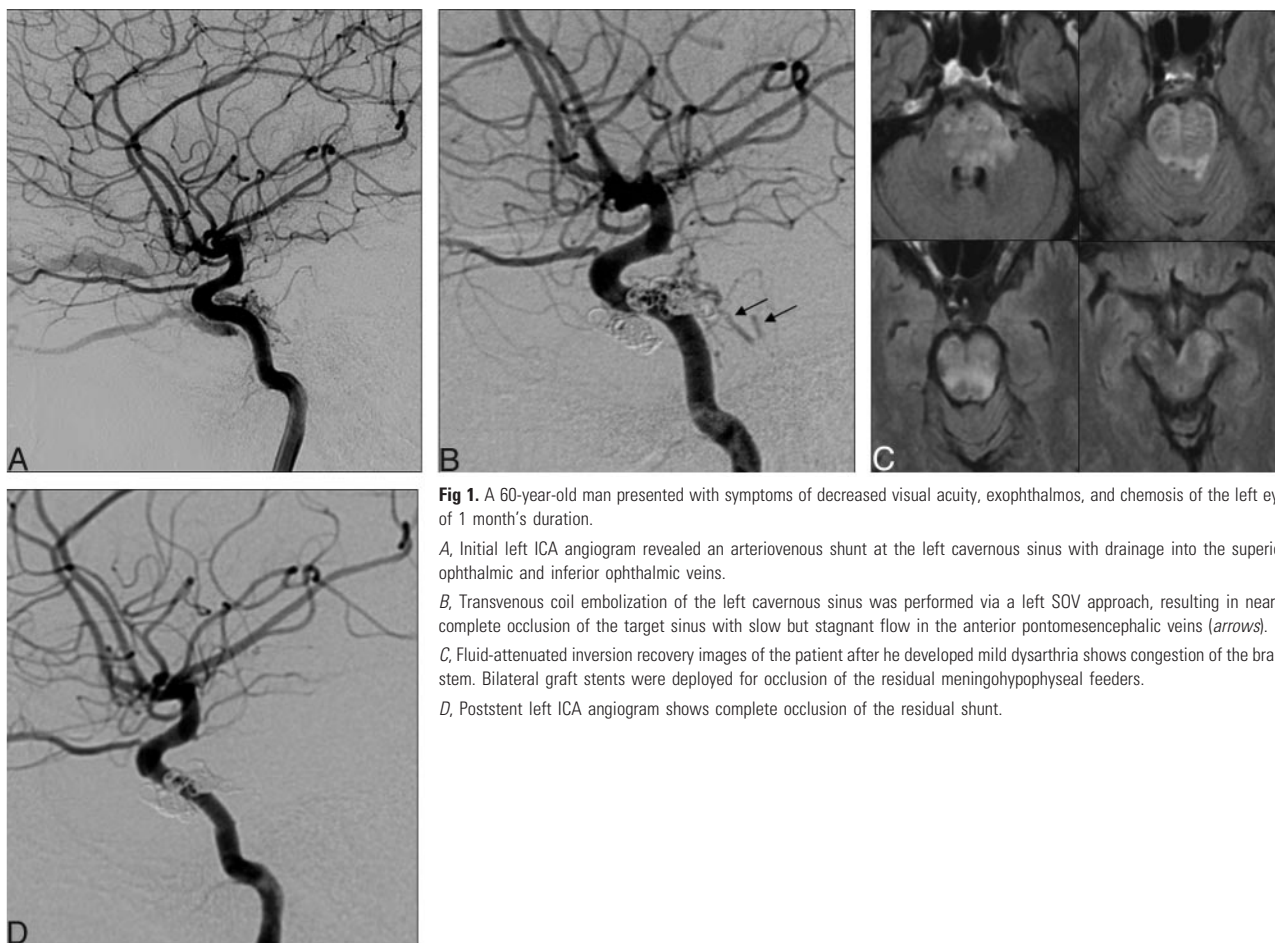 A
B
C
D
Fig 1. A 60-year-old man presented with symptoms of decreased visual acuity, exophthalmos, and chemosis of the left ey
of 1 month's duration.
A, Initial left ICA angiogram revealed an arteriovenous shunt at the left cavernous sinus with drainage into the superio
ophthalmic and inferior ophthalmic veins.
B, Transvenous coil embolization of the left cavernous sinus was performed via a left SOV approach, resulting in near
complete occlusion of the target sinus with slow but stagnant flow in the anterior pontomesencephalic veins (arrows).
C, Fluid-attenuated inversion recovery images of the patient after he developed mild dysarthria shows congestion of the brai
stem. Bilateral graft stents were deployed for occlusion of the residual meningohypophyseal feeders.
D, Poststent left ICA angiogram shows complete occlusion of the residual shunt.